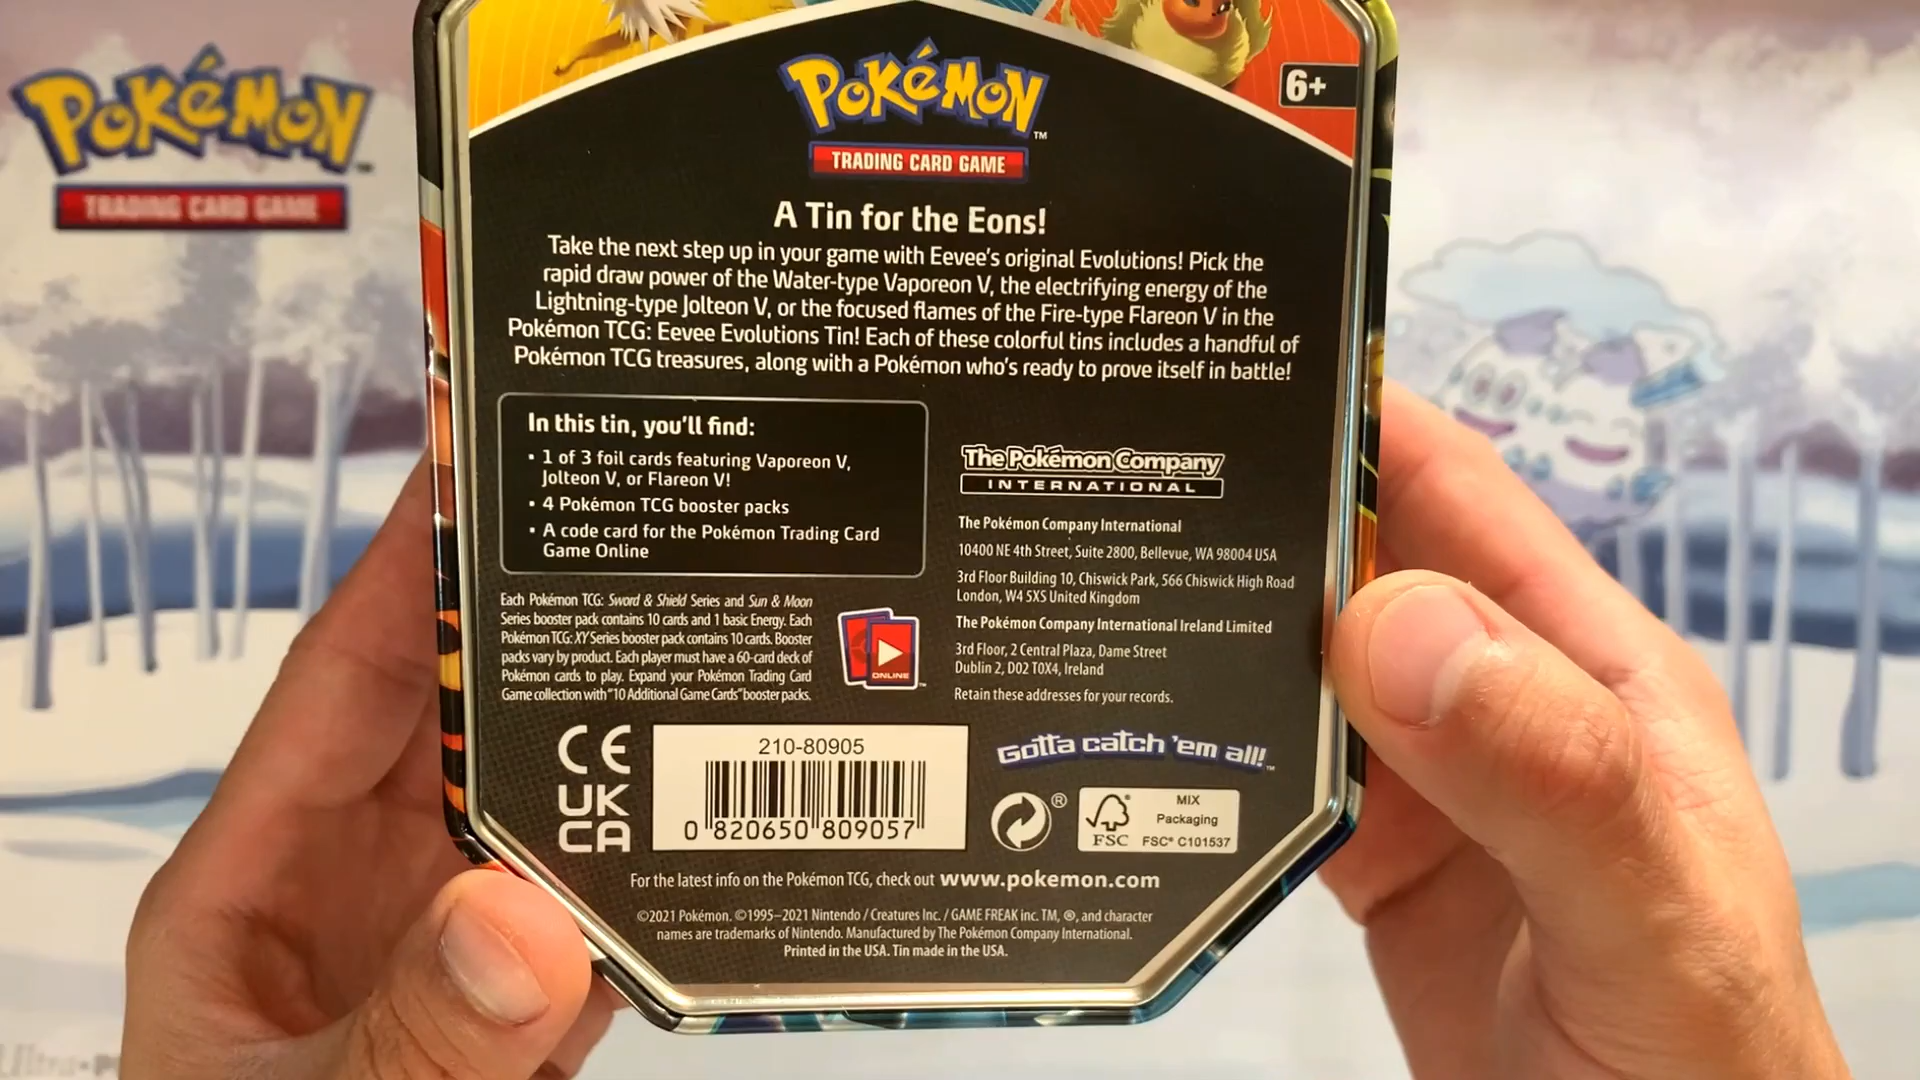 POKÉMON
TRADING CARD GAME
POKÉMON™
TRADING CARD GAME
6+
A Tin for the Eons!
Take the next step up in your game with Eevee's original Evolutions! Pick the
rapid draw power of the Water-type Vaporeon V, the electrifying energy of the
Lightning-type Jolteon V, or the focused flames of the Fire-type Flareon V in the
Pokémon TCG: Eevee Evolutions Tin! Each of these colorful tins includes a handful of
Pokémon TCG treasures, along with a Pokémon who's ready to prove itself in battle!
In this tin, you'll find:
• 1 of 3 foil cards featuring Vaporeon V,
Jolteon V, or Flareon V!
• 4 Pokémon TCG booster packs
• A code card for the Pokémon Trading Card
Game Online
Each Pokémon TCG: Sword & Shield Series and Sun & Moon
Series booster pack contains 10 cards and 1 basic Energy. Each
Pokémon TCG: XY Series booster pack contains 10 cards. Booster
packs vary by product. Each player must have a 60-card deck of
Pokémon cards to play. Expand your Pokémon Trading Card
Game collection with "10 Additional Game Cards" booster packs.
ONLINE™
The Pokémon Company
INTERNATIONAL
The Pokémon Company International
10400 NE 4th Street, Suite 2800, Bellevue, WA 98004 USA
3rd Floor Building 10, Chiswick Park, 566 Chiswick High Road
London, W4 5XS United Kingdom
The Pokémon Company International Ireland Limited
3rd Floor, 2 Central Plaza, Dame Street
Dublin 2, D02 T0X4, Ireland
Retain these addresses for your records.
CE
UK
CA
210-80905
0 820650 809057
Gotta catch 'em all!™
®
FSC®
MIX
Packaging
FSC® C101537
For the latest info on the Pokémon TCG, check out www.pokemon.com
©2021 Pokémon. ©1995–2021 Nintendo / Creatures Inc. / GAME FREAK inc. TM, ®, and character
names are trademarks of Nintendo. Manufactured by The Pokémon Company International.
Printed in the USA. Tin made in the USA.